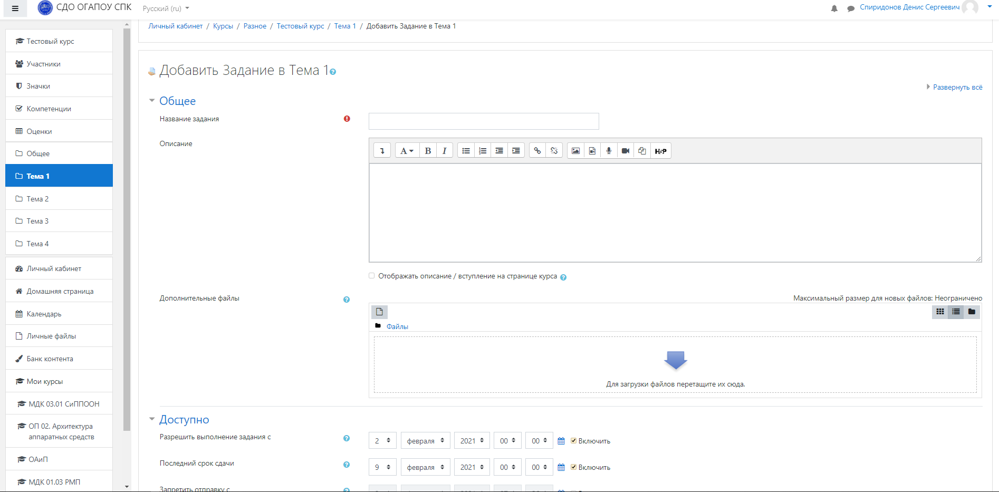 СДО ОГАПОУ СПК Русский (ru) Спиридонов Денис Сергеевич
Личный кабинет / Курсы / Разное / Тестовый курс / Тема 1 / Добавить Задание в Тема 1
Тестовый курс
Участники
Значки
Компетенции
Оценки
Общее
Тема 1
Тема 2
Тема 3
Тема 4
Личный кабинет
Домашняя страница
Календарь
Личные файлы
Банк контента
Мои курсы
МДК 03.01 СиППООН
ОП 02. Архитектура
аппаратных средств
ОАиП
МДК 01.03 РМП
Добавить Задание в Тема 1
Развернуть всё
Общее
Название задания
Описание
A B I H5P
Отображать описание / вступление на странице курса
Дополнительные файлы
Максимальный размер для новых файлов: Неограничено
Файлы
Для загрузки файлов перетащите их сюда.
Доступно
Разрешить выполнение задания с 2 февраля 2021 00 00 Включить
Последний срок сдачи 9 февраля 2021 00 00 Включить
Запретить отправку с